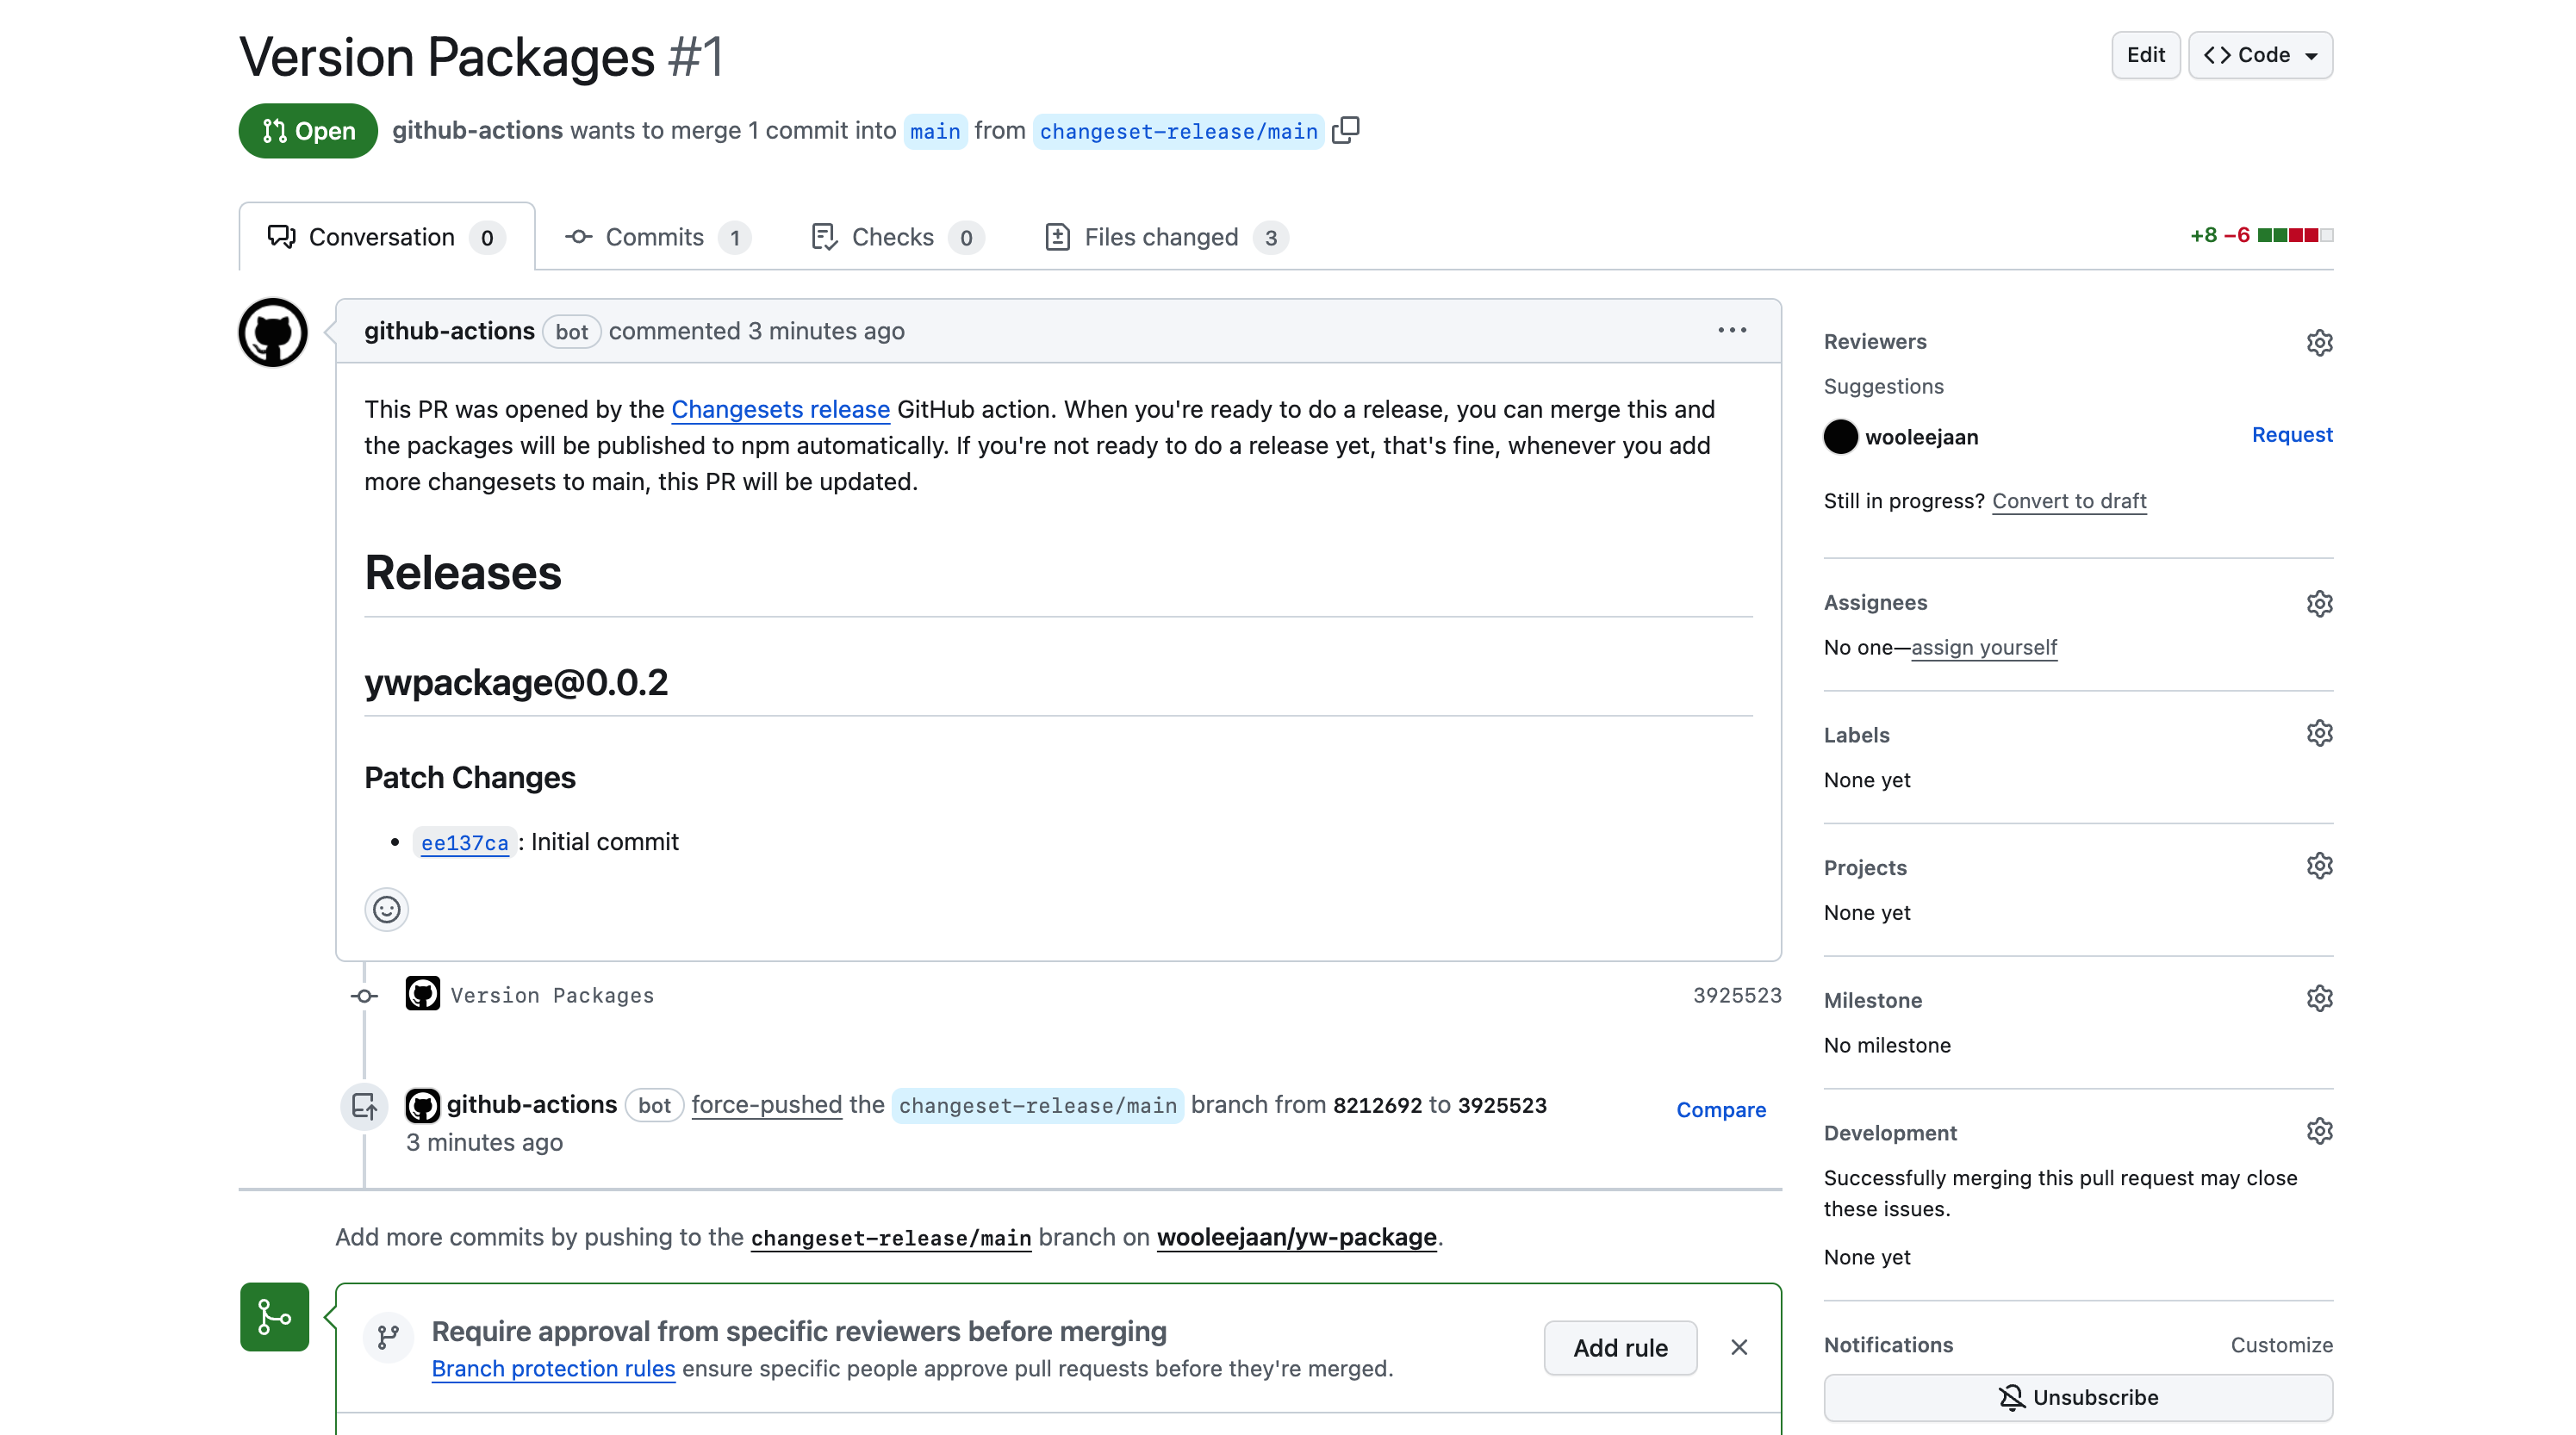 Version Packages #1
Edit
Code
Open
github-actions wants to merge 1 commit into main from changeset-release/main
Conversation 0
Commits 1
Checks 0
Files changed 3
+8 −6
github-actions bot commented 3 minutes ago
This PR was opened by the Changesets release GitHub action. When you're ready to do a release, you can merge this and
the packages will be published to npm automatically. If you're not ready to do a release yet, that's fine, whenever you add
more changesets to main, this PR will be updated.
Releases
ywpackage@0.0.2
Patch Changes
• ee137ca: Initial commit
Version Packages
3925523
github-actions bot force-pushed the changeset-release/main branch from 8212692 to 3925523
3 minutes ago
Compare
Add more commits by pushing to the changeset-release/main branch on wooleejaan/yw-package.
Require approval from specific reviewers before merging
Branch protection rules ensure specific people approve pull requests before they're merged.
Add rule
Reviewers
Suggestions
wooleejaan
Request
Still in progress? Convert to draft
Assignees
No one—assign yourself
Labels
None yet
Projects
None yet
Milestone
No milestone
Development
Successfully merging this pull request may close
these issues.
None yet
Notifications
Customize
Unsubscribe